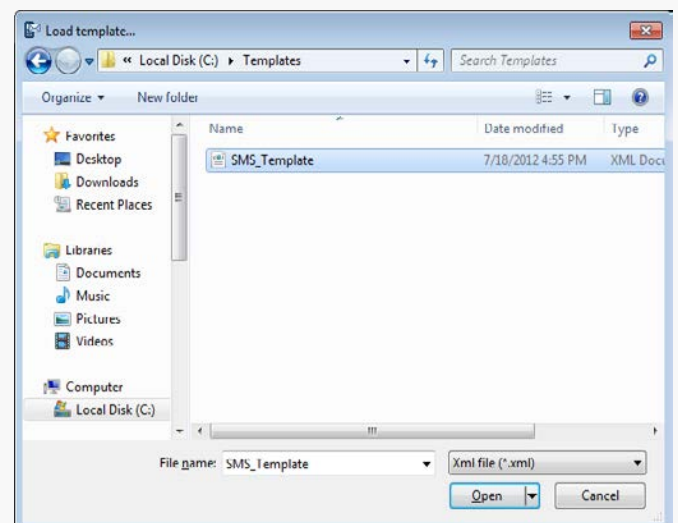 Load template...
« Local Disk (C:) ▸ Templates
Search Templates
Organize ▾ New folder
Name Date modified Type
Favorites
Desktop
Downloads
Recent Places
SMS_Template 7/18/2012 4:55 PM XML Docu
Libraries
Documents
Music
Pictures
Videos
Computer
Local Disk (C:)
File name: SMS_Template Xml file (*.xml)
Open Cancel